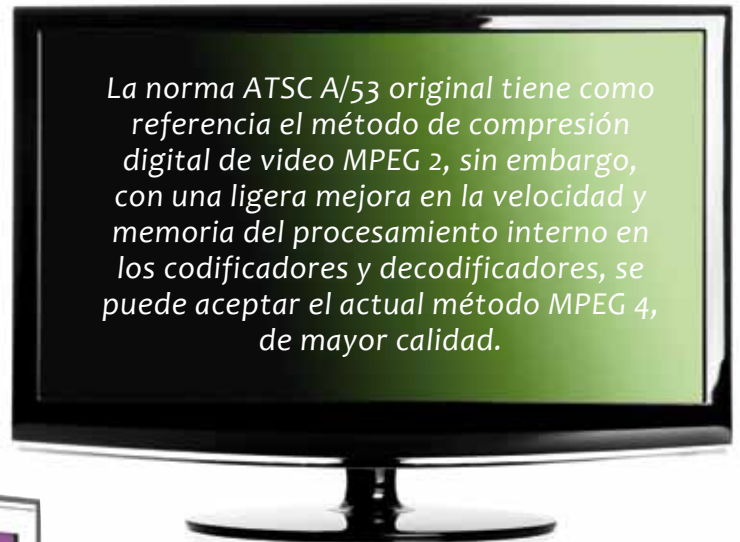 La norma ATSC A/53 original tiene como
referencia el método de compresión
digital de video MPEG 2, sin embargo,
con una ligera mejora en la velocidad y
memoria del procesamiento interno en
los codificadores y decodificadores, se
puede aceptar el actual método MPEG 4,
de mayor calidad.